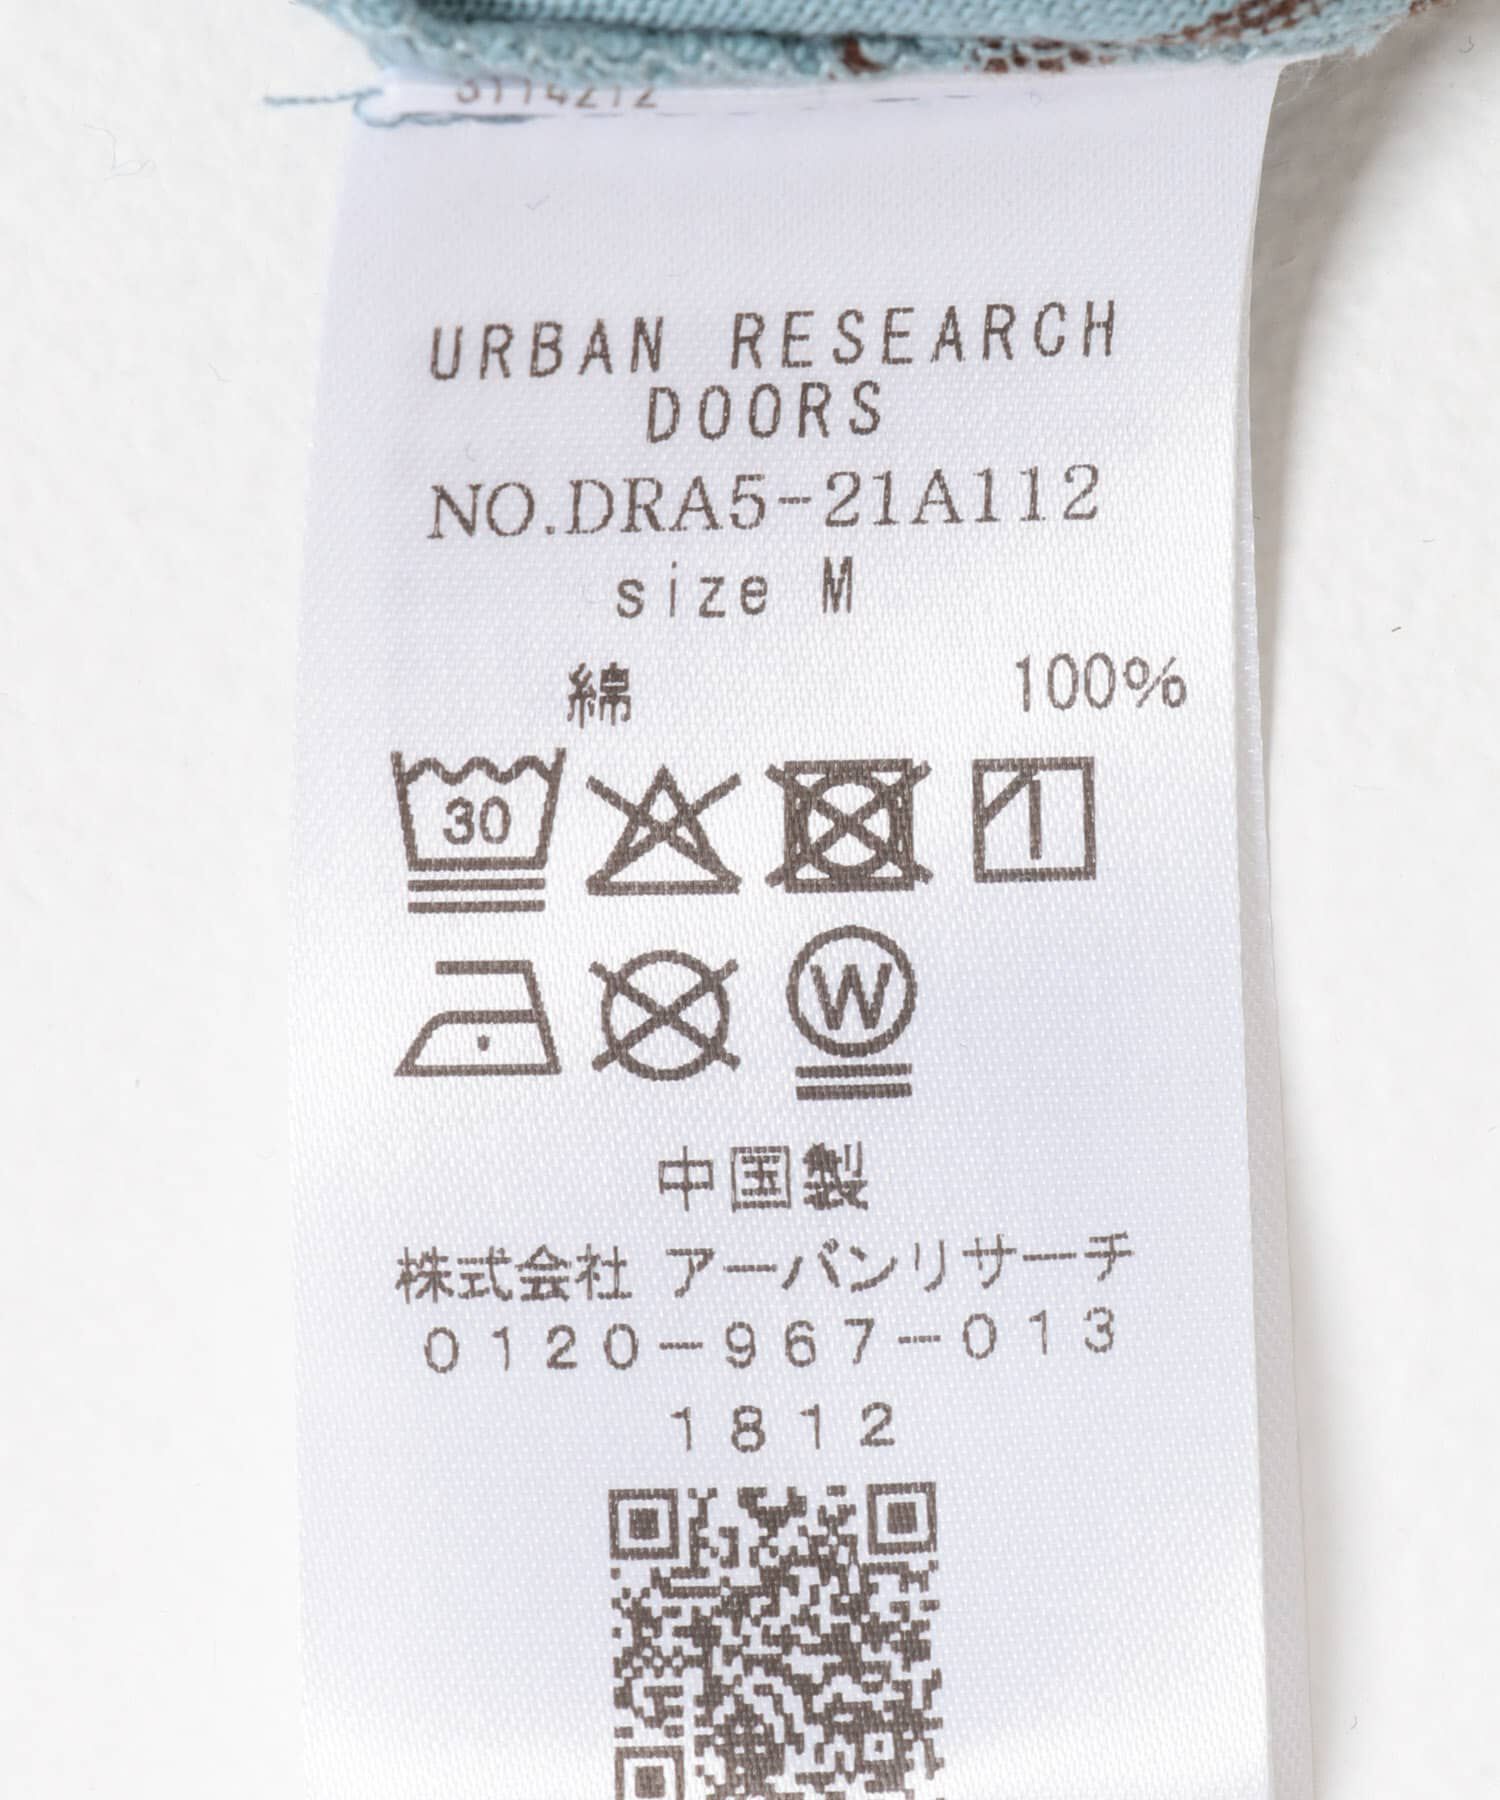 URBAN RESEARCH
DOORS
NO.DRA5-21A112
size M
綿 100%
30
W
中国製
株式会社 アーバンリサーチ
0120-967-013
1812